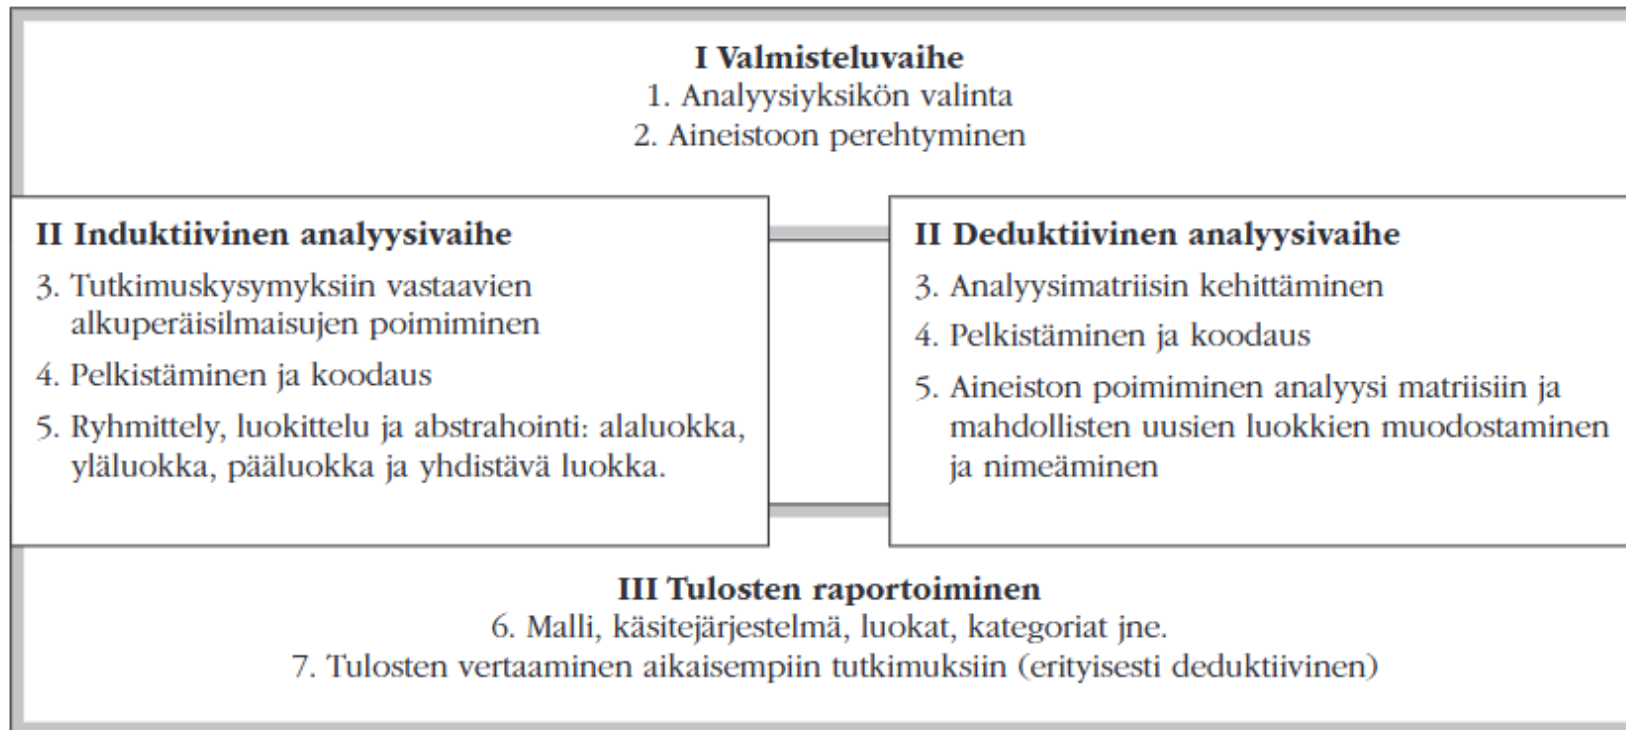 I Valmisteluvaihe
1. Analyysiyksikön valinta
2. Aineistoon perehtyminen
II Induktiivinen analyysivaihe
3. Tutkimuskysymyksiin vastaavien
alkuperäisilmaisujen poimiminen
4. Pelkistäminen ja koodaus
5. Ryhmittely, luokittelu ja abstrahointi: alaluokka,
yläluokka, pääluokka ja yhdistävä luokka.
II Deduktiivinen analyysivaihe
3. Analyysimatriisin kehittäminen
4. Pelkistäminen ja koodaus
5. Aineiston poimiminen analyysi matriisiin ja
mahdollisten uusien luokkien muodostaminen
ja nimeäminen
III Tulosten raportoiminen
6. Malli, käsitejärjestelmä, luokat, kategoriat jne.
7. Tulosten vertaaminen aikaisempiin tutkimuksiin (erityisesti deduktiivinen)